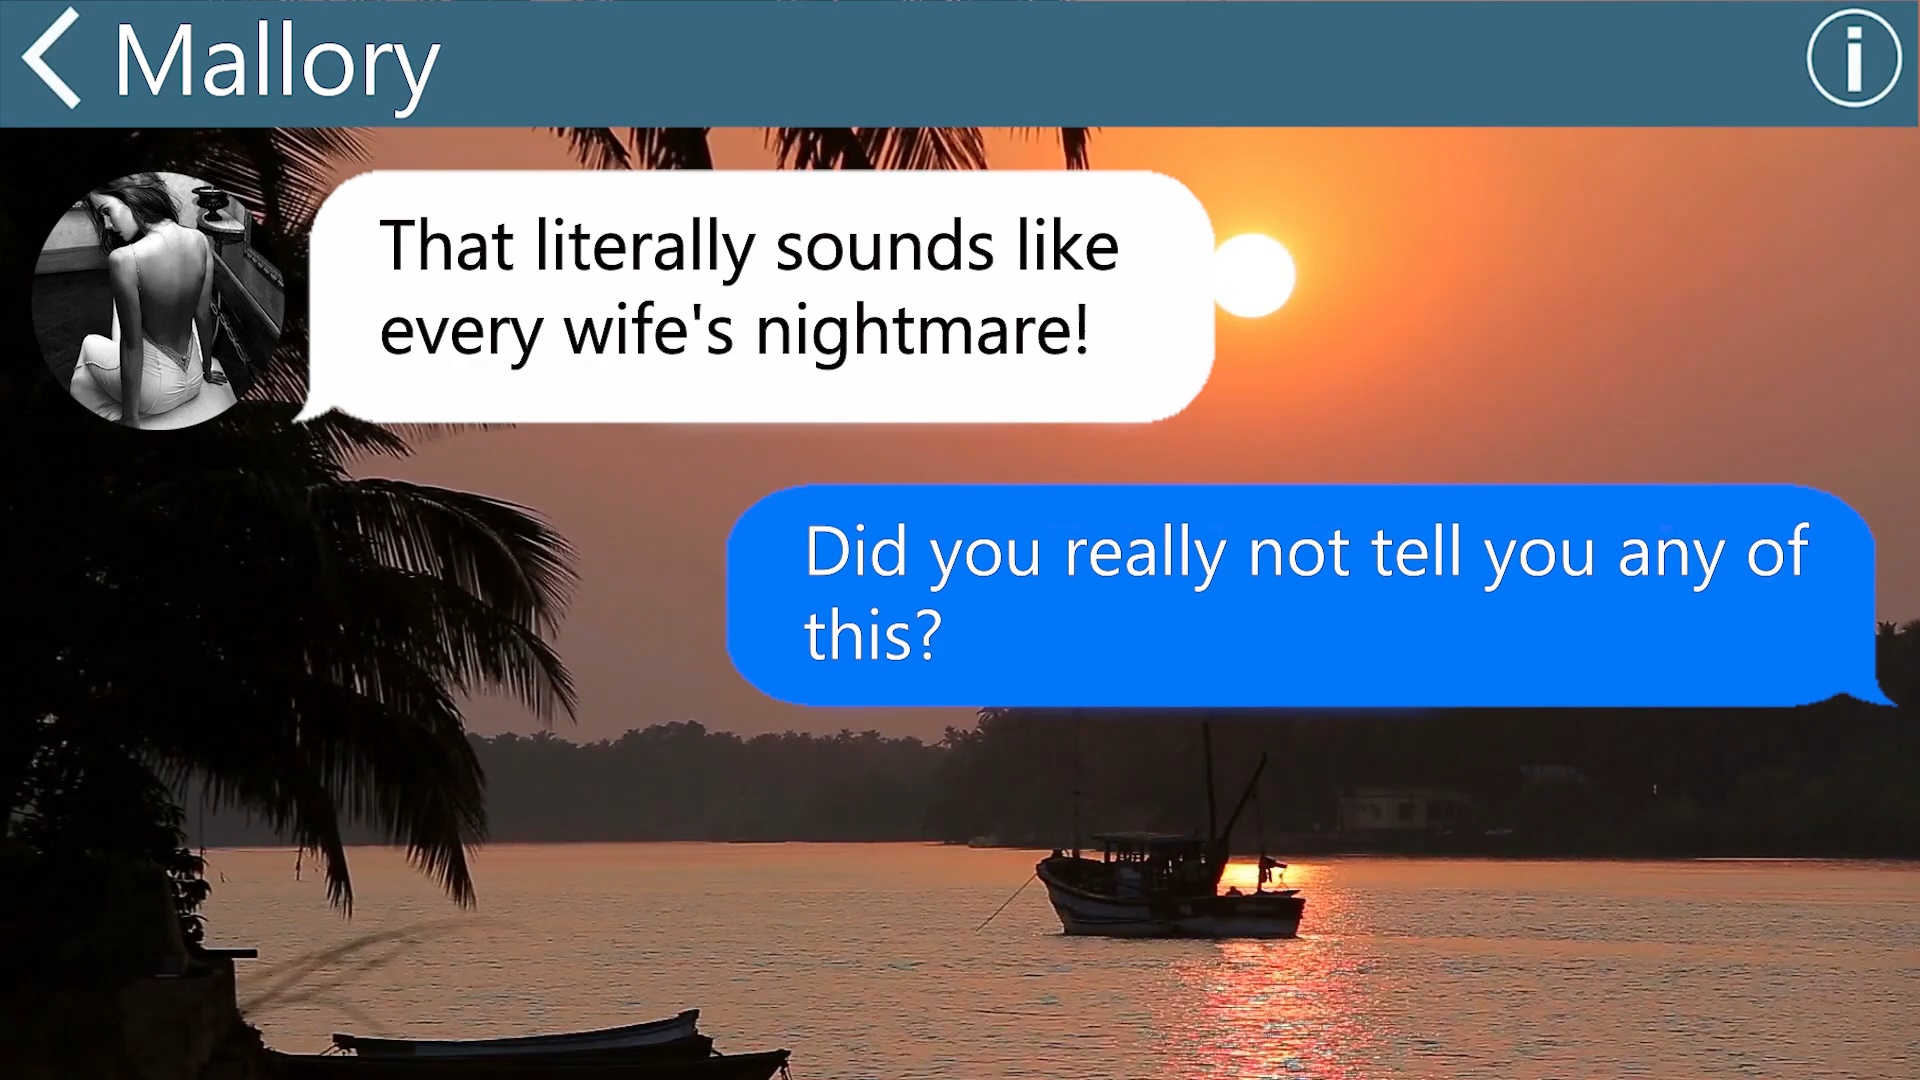 Mallory
That literally sounds like
every wife's nightmare!
Did you really not tell you any of
this?